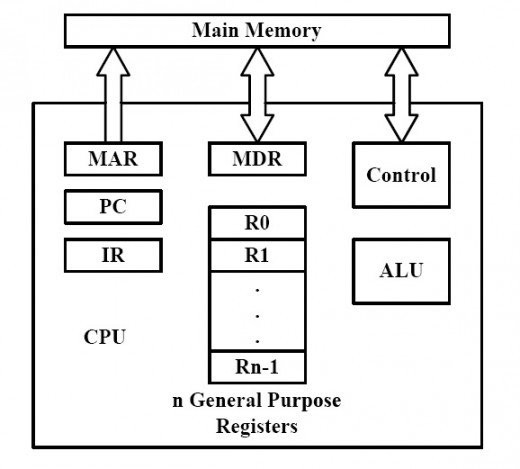 Main Memory
MAR
MDR
Control
PC
IR
R0
R1
.
.
.
Rn-1
ALU
CPU
n General Purpose
Registers